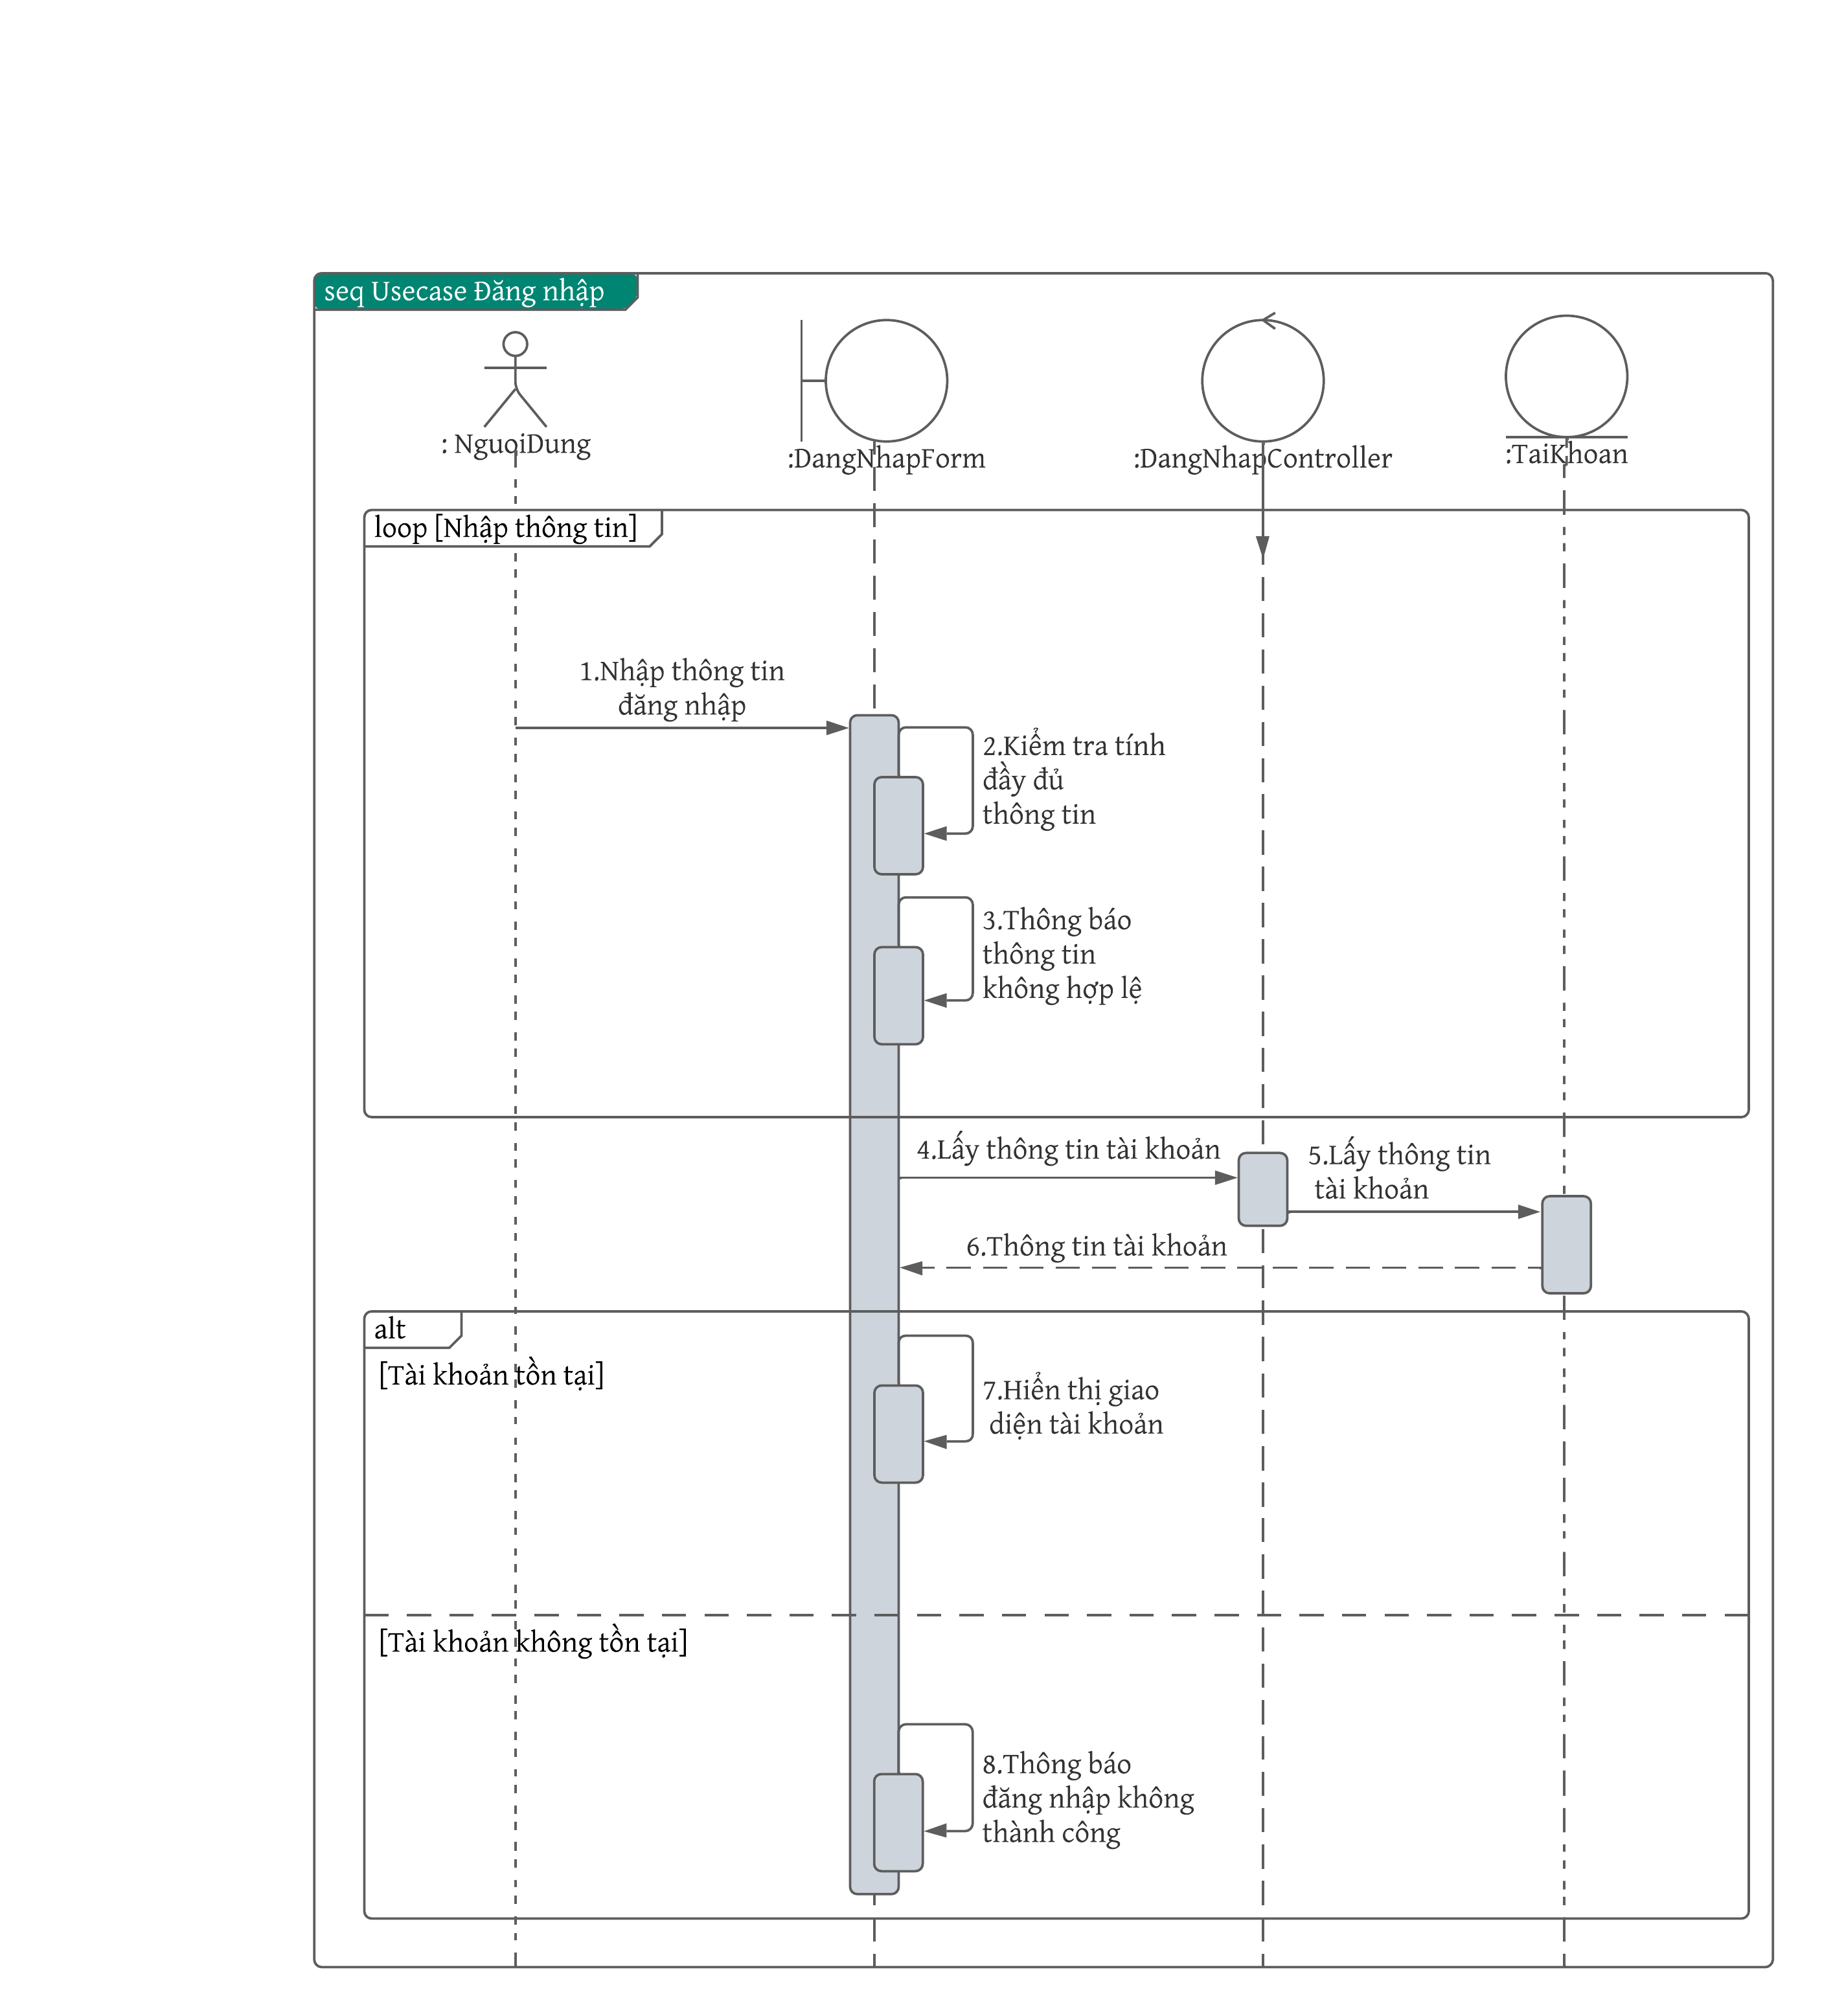 seq Usecase Đăng nhập
: NguoiDung
:DangNhapForm
:DangNhapController
:TaiKhoan
loop [Nhập thông tin]
1.Nhập thông tin
đăng nhập
2.Kiểm tra tính
đầy đủ
thông tin
3.Thông báo
thông tin
không hợp lệ
4.Lấy thông tin tài khoản
5.Lấy thông tin
tài khoản
6.Thông tin tài khoản
alt
[Tài khoản tồn tại]
7.Hiển thị giao
diện tài khoản
[Tài khoản không tồn tại]
8.Thông báo
đăng nhập không
thành công